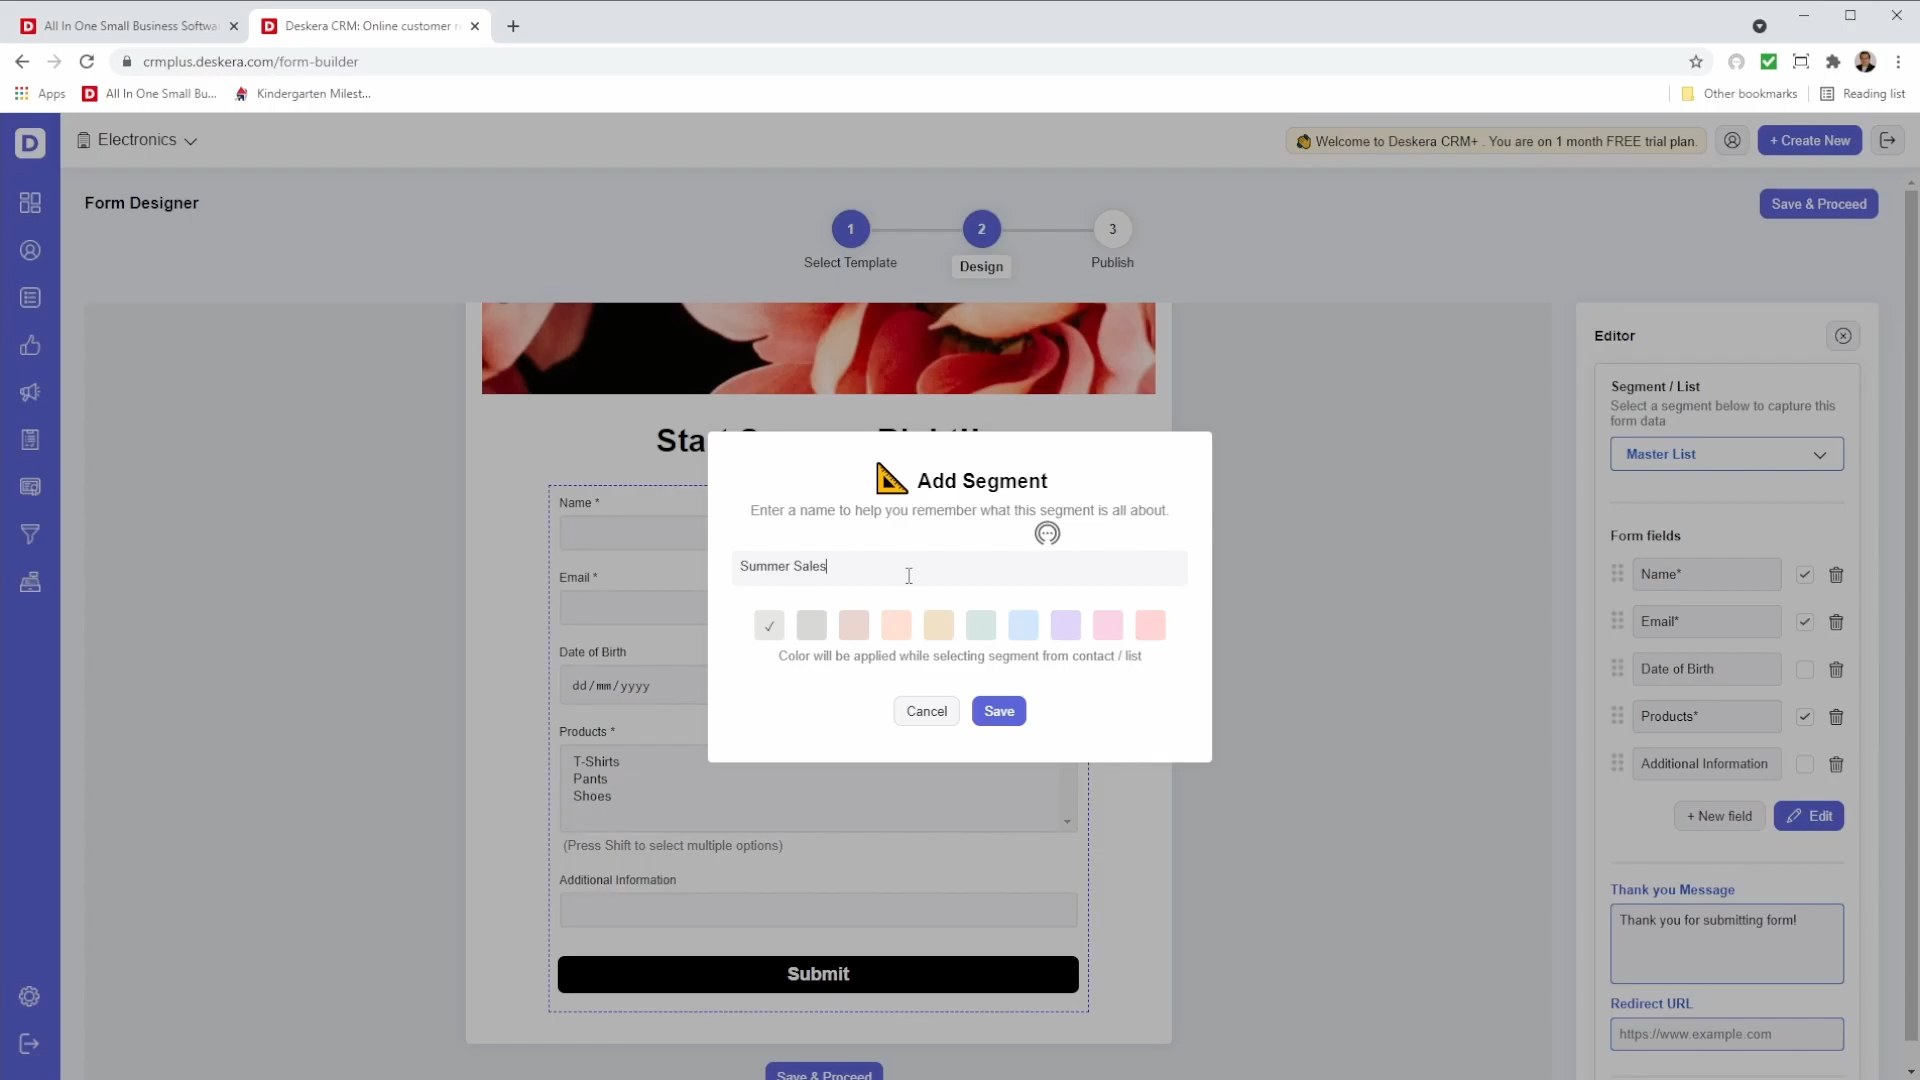 All In One Small Business Softwa
Deskera CRM: Online customer r
crmplus.deskera.com/form-builder
Apps
All In One Small Bu...
Kindergarten Milest...
Other bookmarks
Reading list
D
Electronics
Welcome to Deskera CRM+ . You are on 1 month FREE trial plan.
+ Create New
Form Designer
Save & Proceed
1
2
3
Select Template
Design
Publish
Editor
Segment / List
Select a segment below to capture this
form data
Master List
Sta
Add Segment
Enter a name to help you remember what this segment is all about.
Summer Sales
Color will be applied while selecting segment from contact / list
Cancel
Save
Name *
Email *
Date of Birth
dd/mm/yyyy
Products *
T-Shirts
Pants
Shoes
(Press Shift to select multiple options)
Additional Information
Submit
Save & Proceed
Form fields
Name*
Email*
Date of Birth
Products*
Additional Information
+ New field
Edit
Thank you Message
Thank you for submitting form!
Redirect URL
https://www.example.com